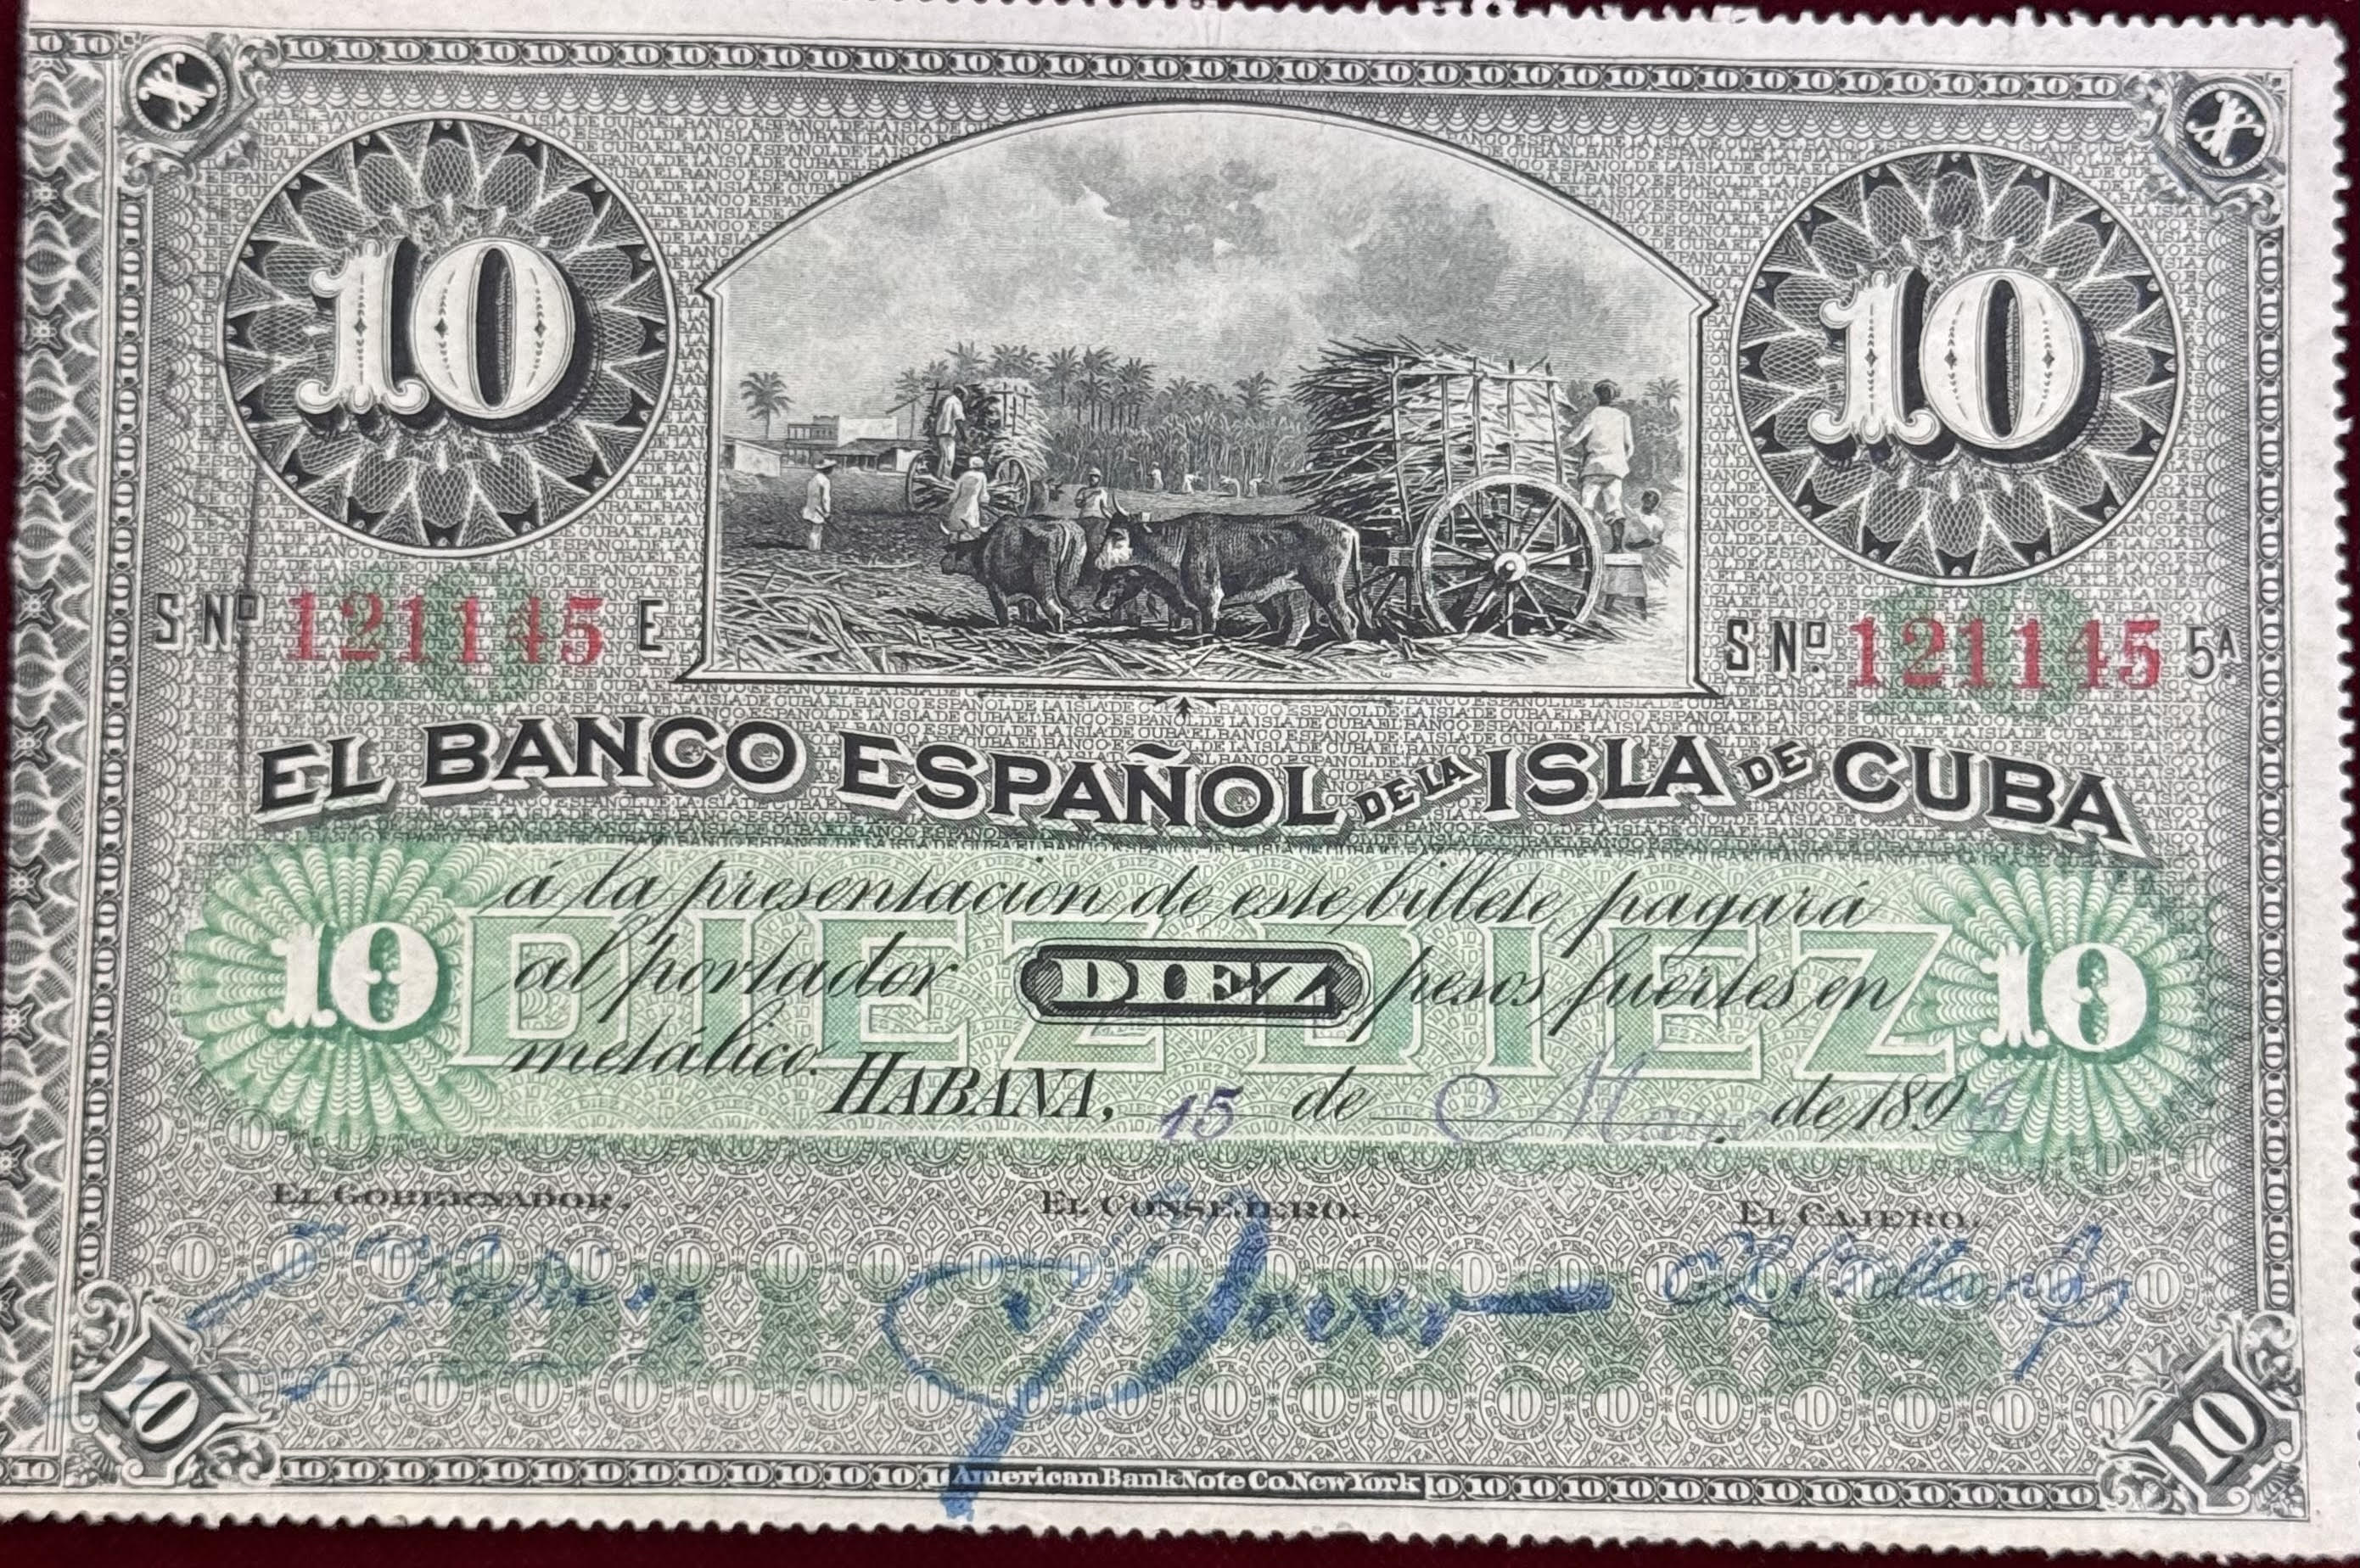 X X
10 10
S Nº 121145 E S Nº 121145 5A.
EL BANCO ESPAÑOL DE LA ISLA DE CUBA
á la presentacion de este billete pagará
10 al portador DIEZ pesos fuertes en 10
DIEZ DIEZ
metálico. HABANA, 15 de Mayo de 189
EL GOBERNADOR. EL CONSEJERO. EL CAJERO.
10 10
American Bank Note Co. New York